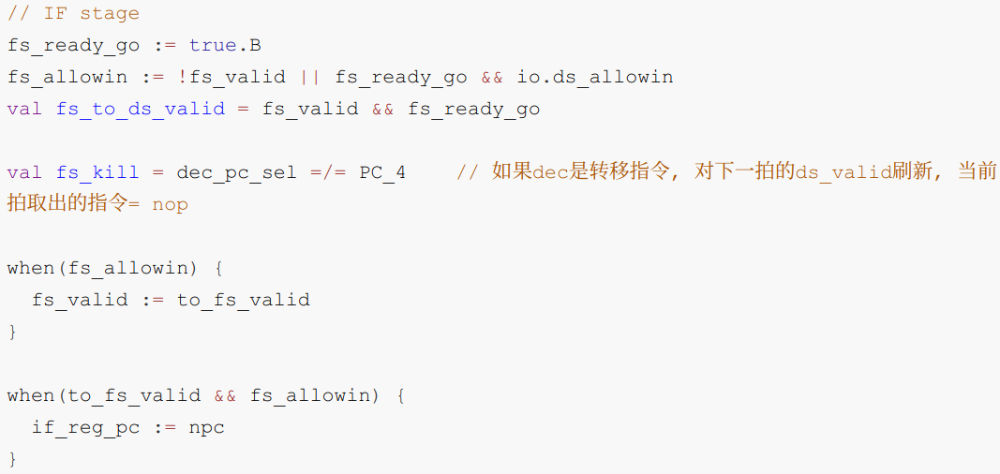 // IF stage
fs_ready_go := true.B
fs_allowin := !fs_valid || fs_ready_go && io.ds_allowin
val fs_to_ds_valid = fs_valid && fs_ready_go
val fs_kill = dec_pc_sel =/= PC_4    // 如果dec是转移指令, 对下一拍的ds_valid刷新, 当前
拍取出的指令= nop
when(fs_allowin) {
  fs_valid := to_fs_valid
}
when(to_fs_valid && fs_allowin) {
  if_reg_pc := npc
}